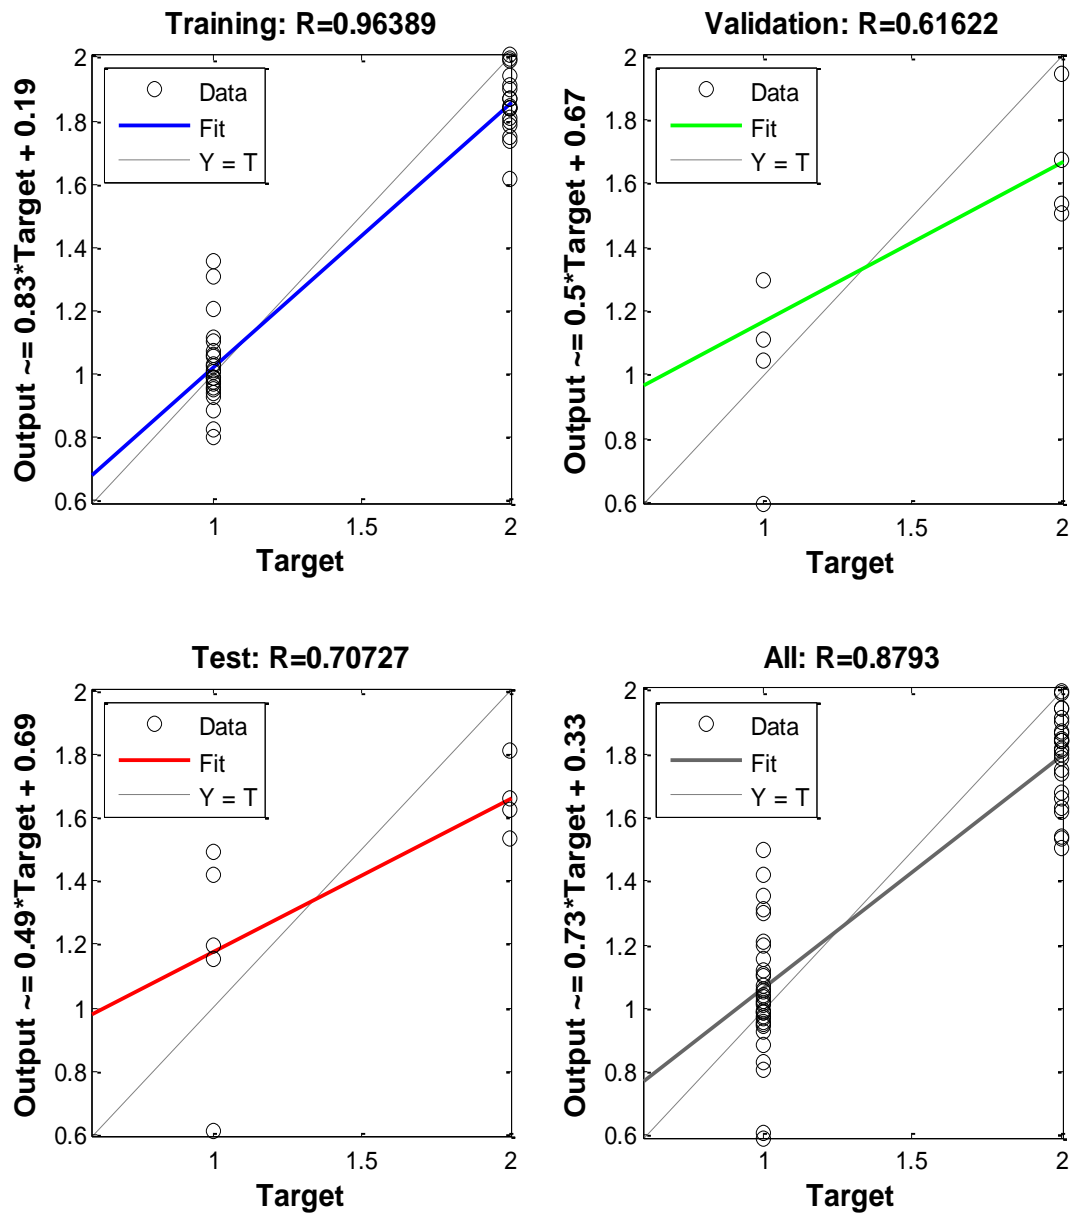 Training: R=0.96389
Output ~= 0.83*Target + 0.19
2
1.8
1.6
1.4
1.2
1
0.8
0.6
Data
Fit
Y = T
1
1.5
2
Target
Validation: R=0.61622
Output ~= 0.5*Target + 0.67
2
1.8
1.6
1.4
1.2
1
0.8
0.6
Data
Fit
Y = T
1
1.5
2
Target
Test: R=0.70727
Output ~= 0.49*Target + 0.69
2
1.8
1.6
1.4
1.2
1
0.8
0.6
Data
Fit
Y = T
1
1.5
2
Target
All: R=0.8793
Output ~= 0.73*Target + 0.33
2
1.8
1.6
1.4
1.2
1
0.8
0.6
Data
Fit
Y = T
1
1.5
2
Target